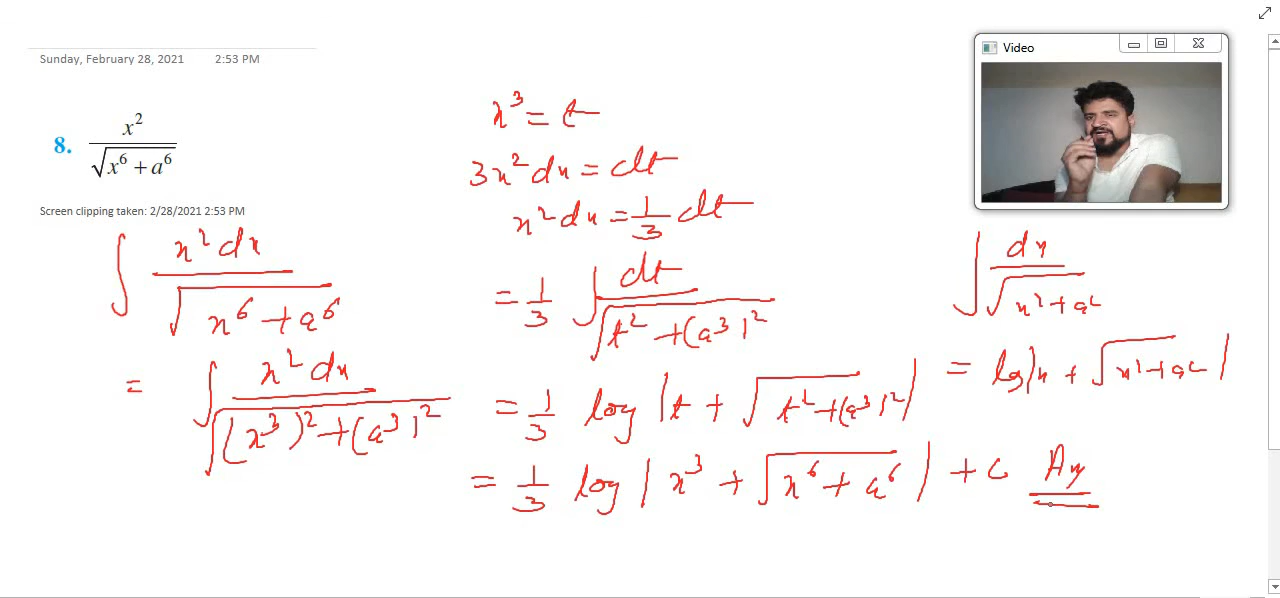 Sunday, February 28, 2021 2:53 PM
Video
8. x² / √(x⁶ + a⁶)
Screen clipping taken: 2/28/2021 2:53 PM
∫ x² dx / √(x⁶ + a⁶)
= ∫ x² dx / √((x³)² + (a³)²)
x³ = t
3x² dx = dt
x² dx = 1/3 dt
= 1/3 ∫ dt / √(t² + (a³)²)
= 1/3 log |t + √(t² + (a³)²)|
= 1/3 log | x³ + √(x⁶ + a⁶) | + C Ans
∫ dx / √(x² + a²)
= log |x + √(x² + a²)|